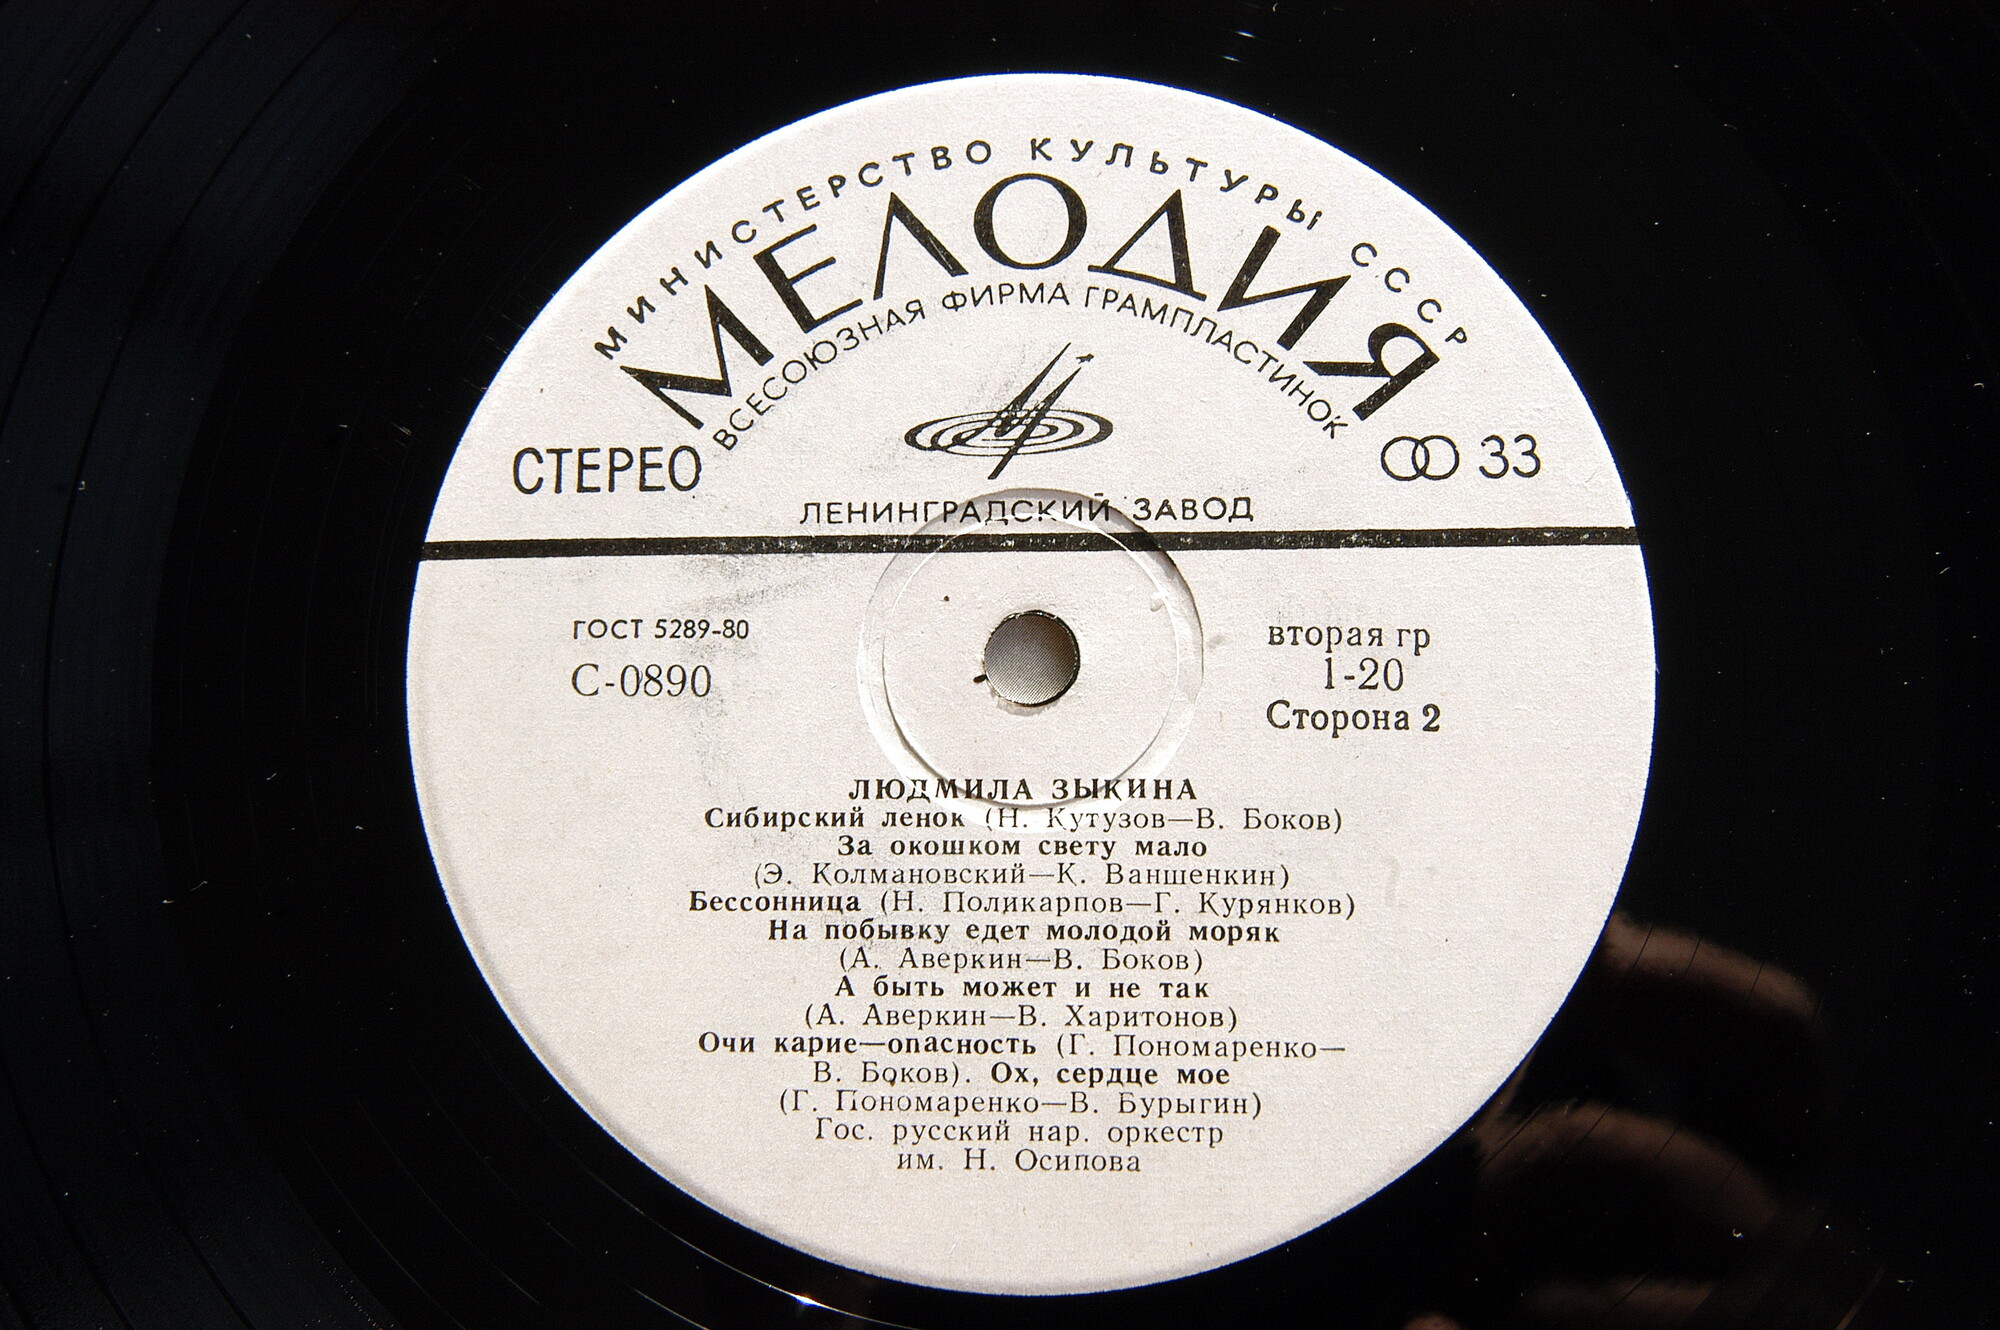 МИНИСТЕРСТВО КУЛЬТУРЫ СССР
МЕЛОДИЯ
ВСЕСОЮЗНАЯ ФИРМА ГРАМПЛАСТИНОК
СТЕРЕО
33
ЛЕНИНГРАДСКИЙ ЗАВОД
ГОСТ 5289-80
С-0890
вторая гр
1-20
Сторона 2
ЛЮДМИЛА ЗЫКИНА
Сибирский ленок (Н. Кутузов—В. Боков)
За окошком свету мало
(Э. Колмановский—К. Ваншенкин)
Бессонница (Н. Поликарпов—Г. Курянков)
На побывку едет молодой моряк
(А. Аверкин—В. Боков)
А быть может и не так
(А. Аверкин—В. Харитонов)
Очи карие—опасность (Г. Пономаренко—
В. Боков). Ох, сердце мое
(Г. Пономаренко—В. Бурыгин)
Гос. русский нар. оркестр
им. Н. Осипова